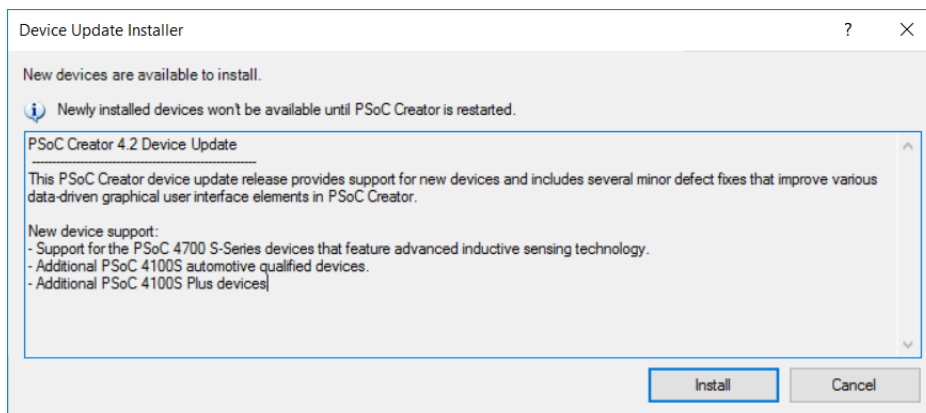 Device Update Installer
New devices are available to install.
Newly installed devices won't be available until PSoC Creator is restarted.
PSoC Creator 4.2 Device Update
--------------------------------------------------------
This PSoC Creator device update release provides support for new devices and includes several minor defect fixes that improve various
data-driven graphical user interface elements in PSoC Creator.
New device support:
- Support for the PSoC 4700 S-Series devices that feature advanced inductive sensing technology.
- Additional PSoC 4100S automotive qualified devices.
- Additional PSoC 4100S Plus devices
Install Cancel